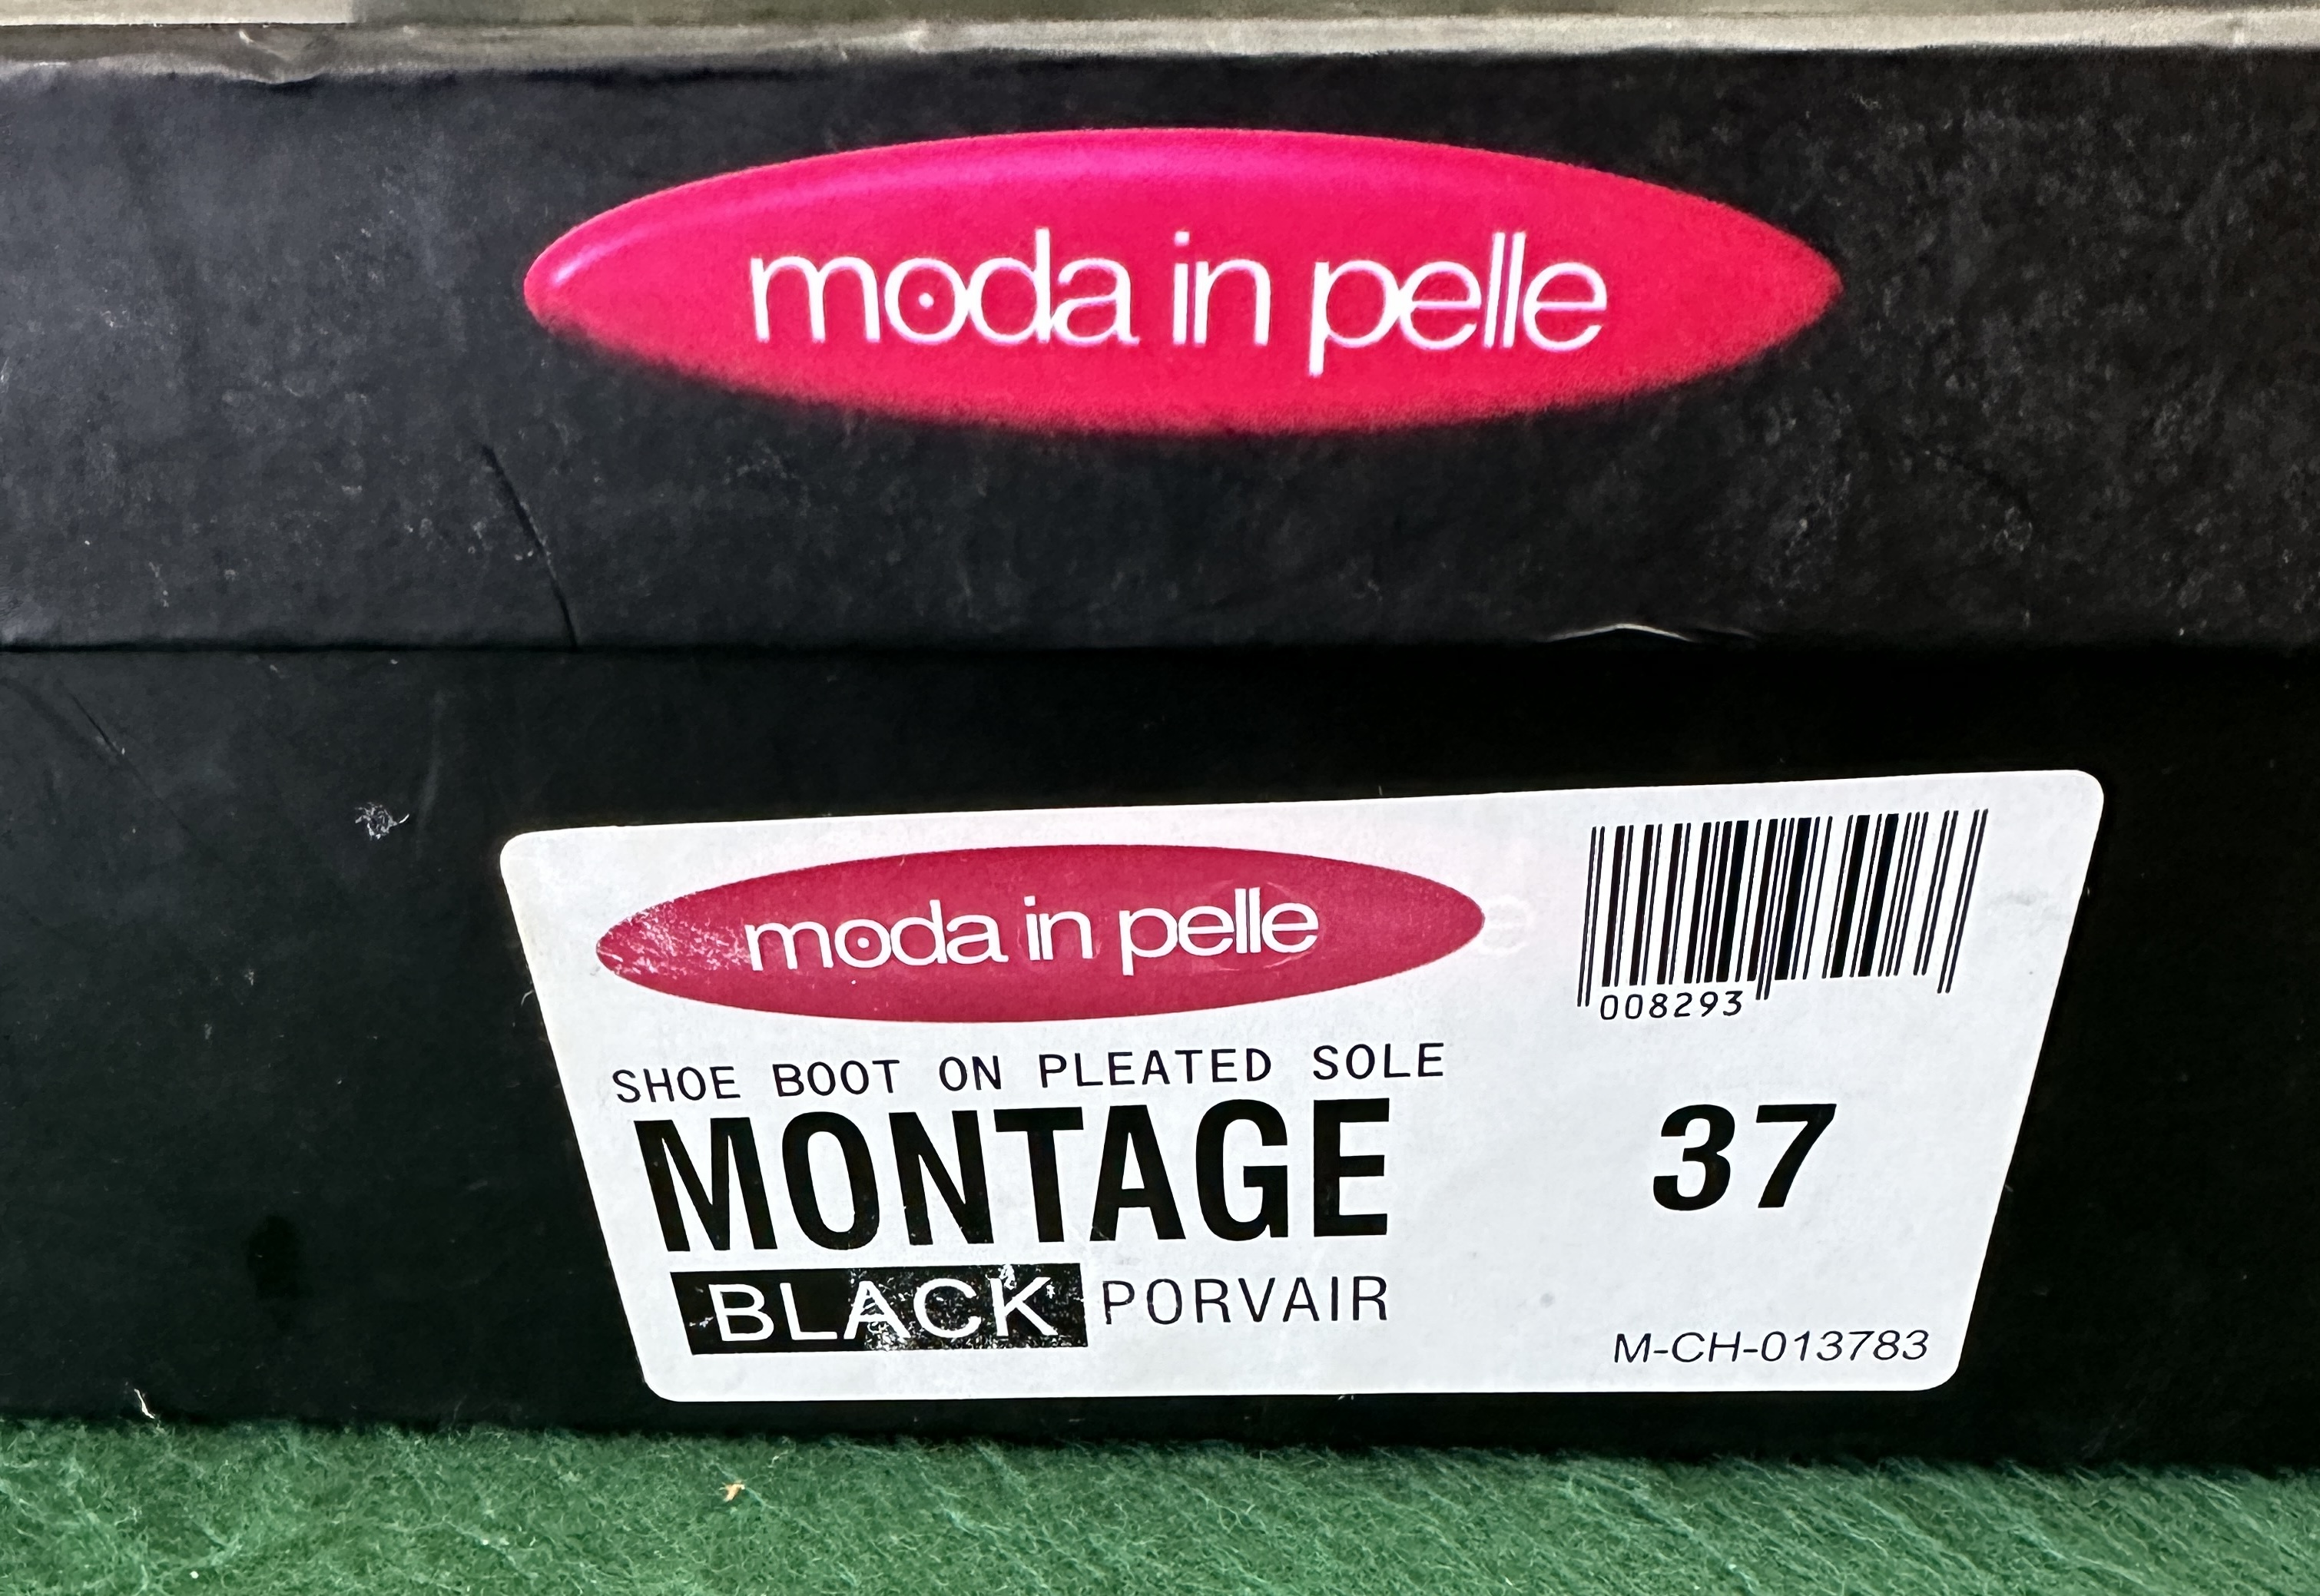 moda in pelle
moda in pelle
008293
SHOE BOOT ON PLEATED SOLE
MONTAGE
37
BLACK PORVAIR
M-CH-013783